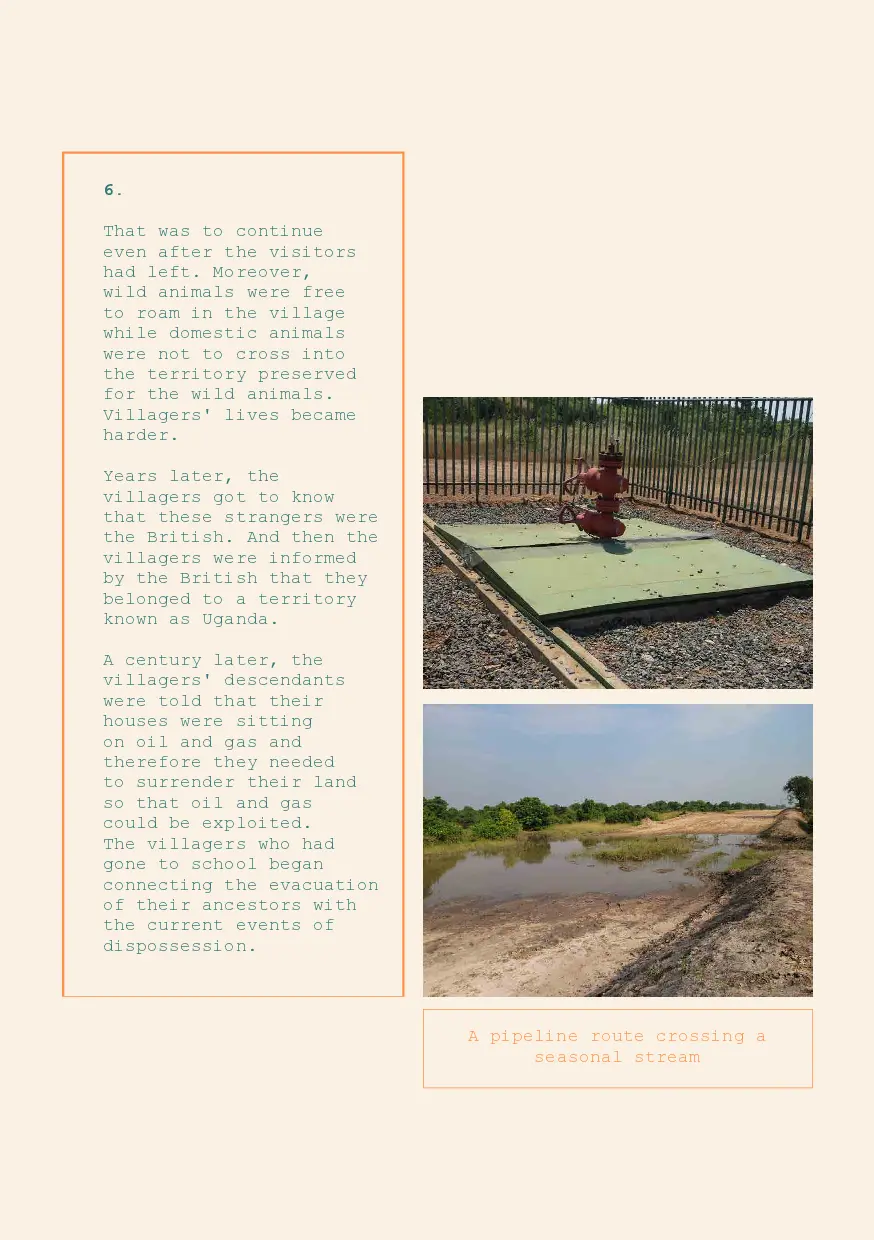 6.
That was to continue
even after the visitors
had left. Moreover,
wild animals were free
to roam in the village
while domestic animals
were not to cross into
the territory preserved
for the wild animals.
Villagers' lives became
harder.
Years later, the
villagers got to know
that these strangers were
the British. And then the
villagers were informed
by the British that they
belonged to a territory
known as Uganda.
A century later, the
villagers' descendants
were told that their
houses were sitting
on oil and gas and
therefore they needed
to surrender their land
so that oil and gas
could be exploited.
The villagers who had
gone to school began
connecting the evacuation
of their ancestors with
the current events of
dispossession.
A pipeline route crossing a
seasonal stream